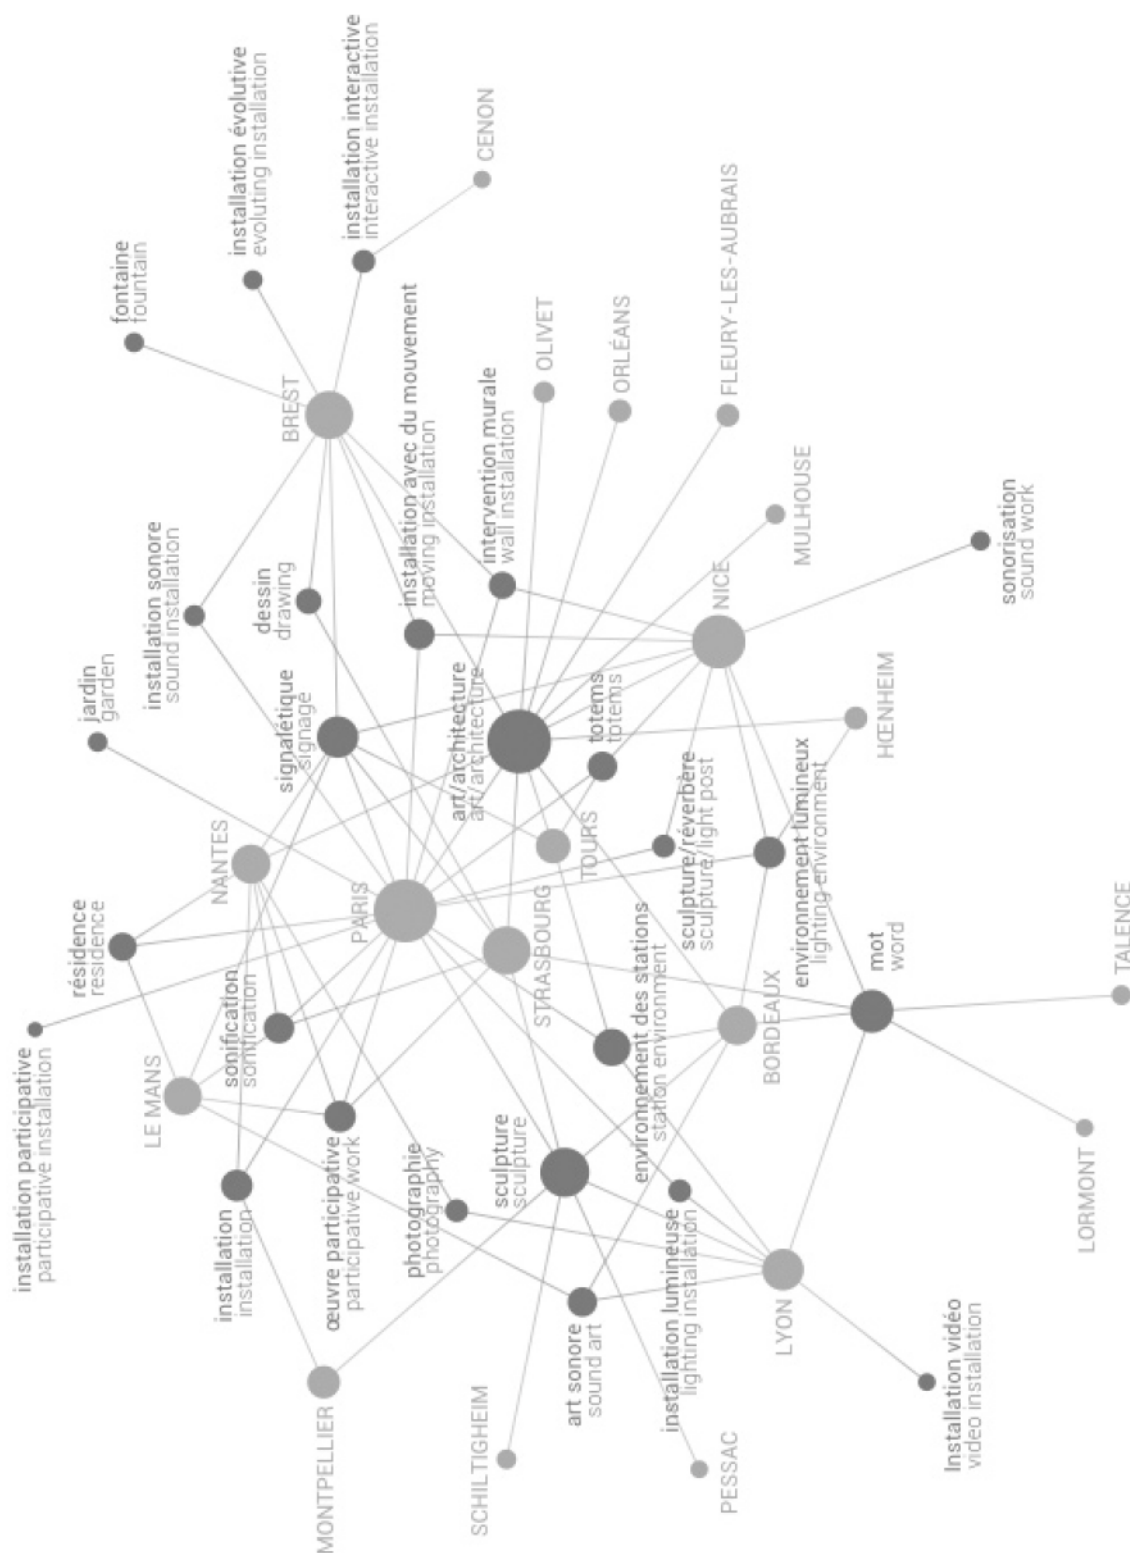 installation participative
participative installation
résidence
residence
jardin
garden
fontaine
fountain
LE MANS
NANTES
installation sonore
sound installation
installation évolutive
evoluting installation
installation
installation
sonification
sonification
signalétique
signage
dessin
drawing
BREST
MONTPELLIER
œuvre participative
participative work
PARIS
installation interactive
interactive installation
photographie
photography
installation avec du mouvement
moving installation
CENON
SCHILTIGHEIM
sculpture
sculpture
STRASBOURG
art/architecture
art/architecture
intervention murale
wall installation
OLIVET
art sonore
sound art
TOURS
totems
totems
ORLÉANS
environnement des stations
station environment
installation lumineuse
lighting installation
sculpture/réverbère
sculpture/light post
PESSAC
NICE
FLEURY-LES-AUBRAIS
BORDEAUX
MULHOUSE
LYON
environnement lumineux
lighting environment
HŒNHEIM
mot
word
Installation vidéo
video installation
sonorisation
sound work
LORMONT
TALENCE